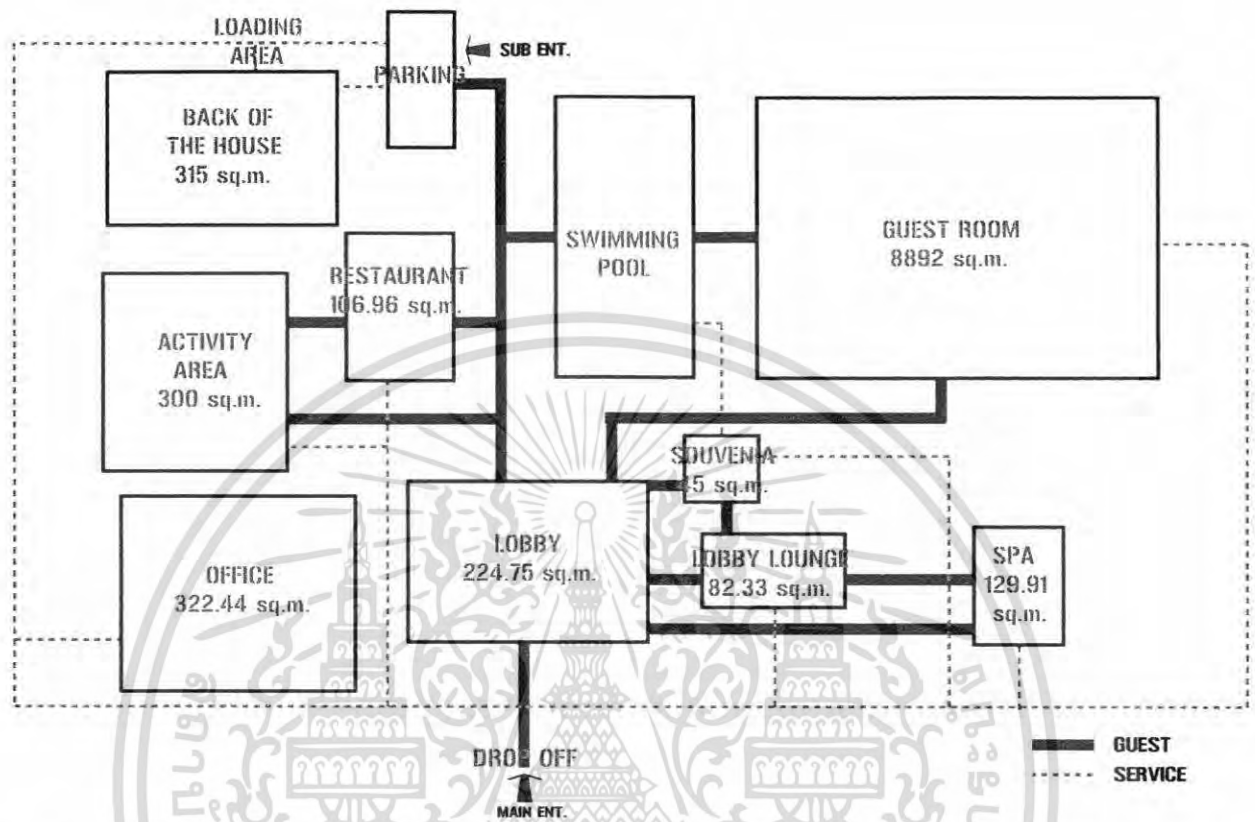 LOADING
AREA
PARKING
SUB ENT.
BACK OF
THE HOUSE
315 sq.m.
SWIMMING
POOL
GUEST ROOM
8892 sq.m.
RESTAURANT
106.96 sq.m.
ACTIVITY
AREA
300 sq.m.
SOUVENIA
45 sq.m.
OFFICE
322.44 sq.m.
LOBBY
224.75 sq.m.
LOBBY LOUNGE
82.33 sq.m.
SPA
129.91
sq.m.
DROP OFF
MAIN ENT.
GUEST
SERVICE